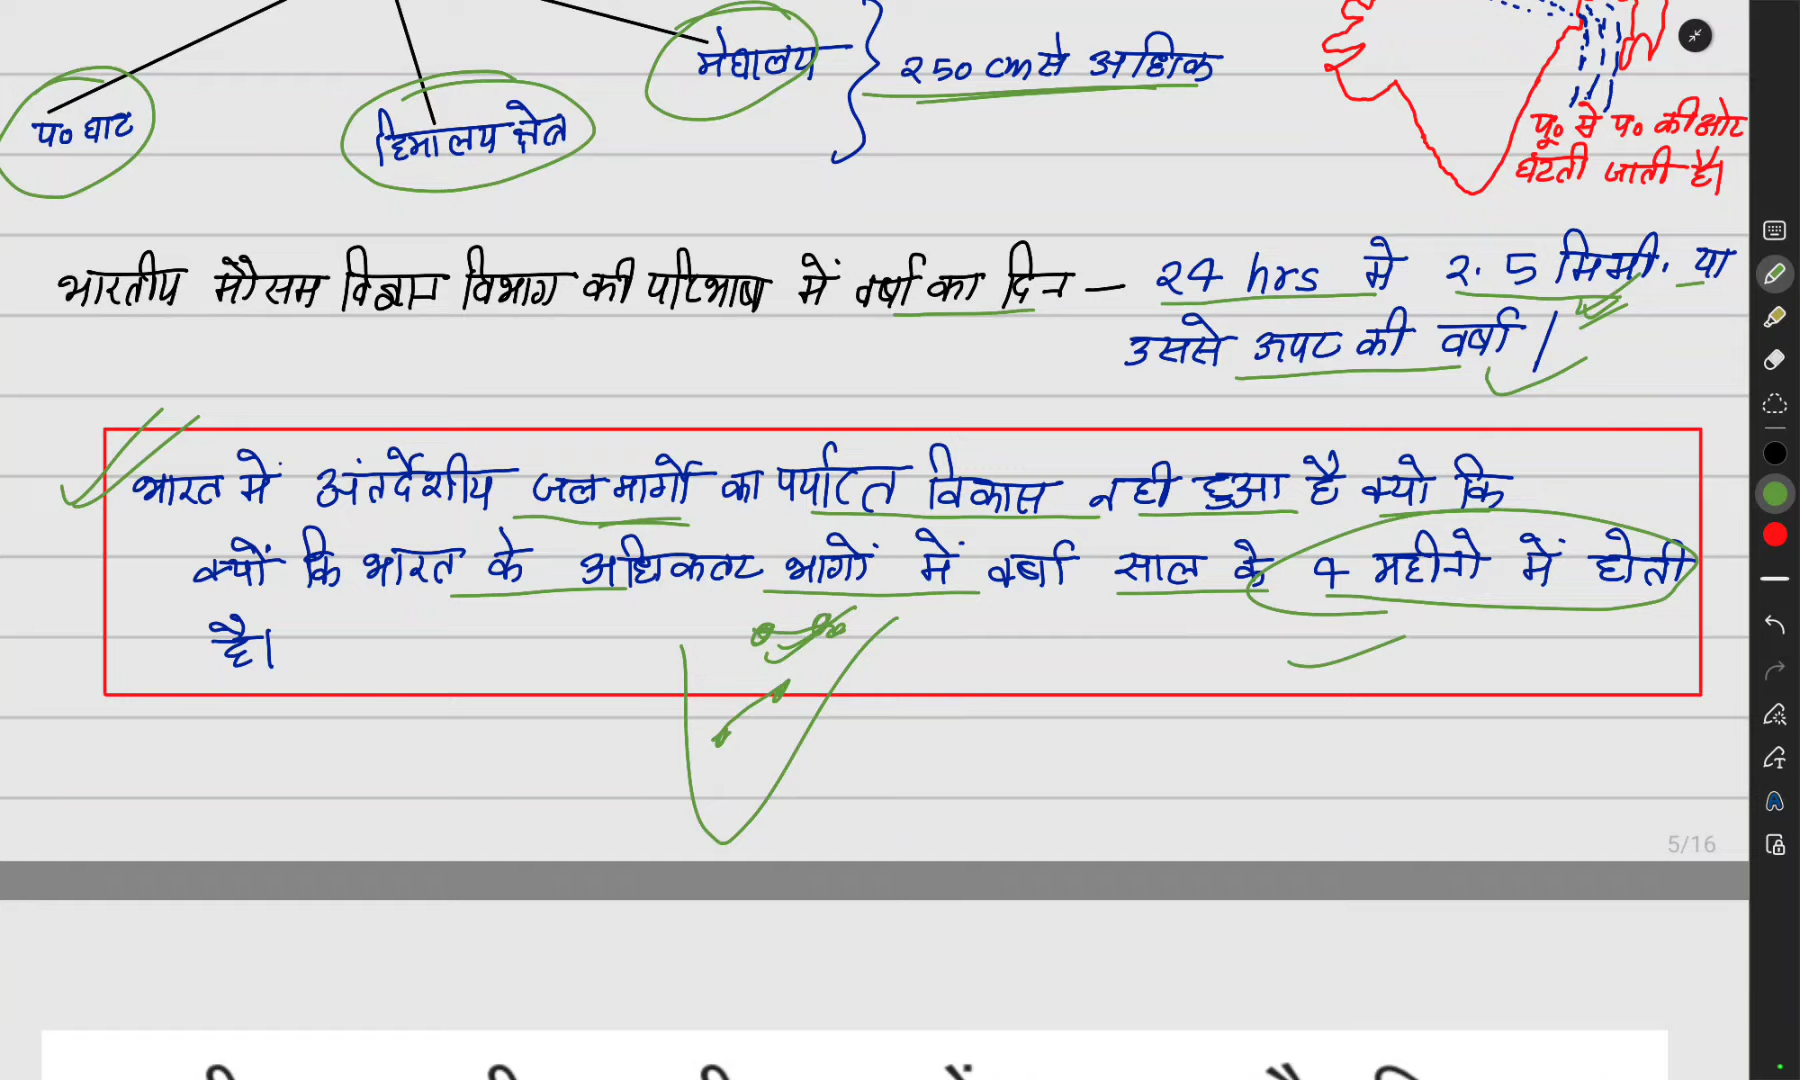 मेघालय
250 cm से अधिक
प० घाट
हिमालय क्षेत्र
पू० से प० की ओर
घटती जाती है।
भारतीय मौसम विज्ञान विभाग की परिभाषा में वर्षा का दिन — 24 hrs में 2.5 मिमी. या
उससे ऊपर की वर्षा |
भारत में अंतर्देशीय जलमार्गो का पर्याप्त विकास नही हुआ है क्यो कि
क्यों कि भारत के अधिकतर भागों में वर्षा साल के 4 महीनो में होती
है।
5/16